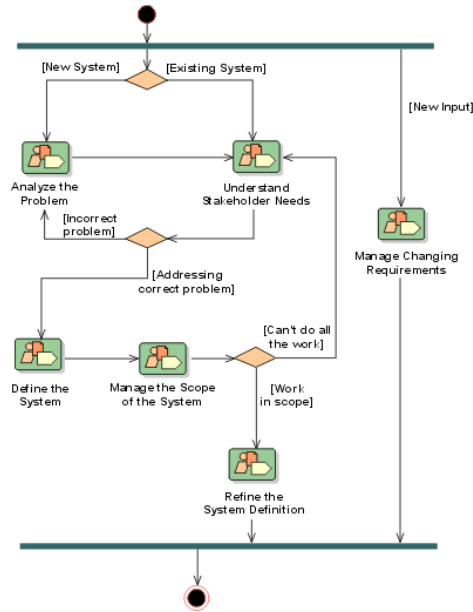 [New System]
[Existing System]
[New Input]
Analyze the
Problem
Understand
Stakeholder Needs
[Incorrect
problem]
Manage Changing
Requirements
[Addressing
correct problem]
[Can't do all
the work]
Define the
System
Manage the Scope
of the System
[Work
in scope]
Refine the
System Definition